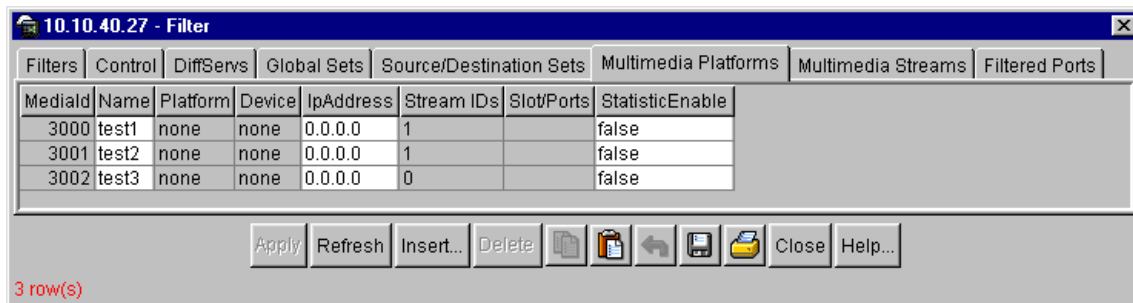 10.10.40.27 - Filter
Filters Control DiffServs Global Sets Source/Destination Sets Multimedia Platforms Multimedia Streams Filtered Ports
MediaId Name Platform Device IpAddress Stream IDs Slot/Ports StatisticEnable
3000 test1 none none 0.0.0.0 1 false
3001 test2 none none 0.0.0.0 1 false
3002 test3 none none 0.0.0.0 0 false
Apply Refresh Insert... Delete Close Help...
3 row(s)